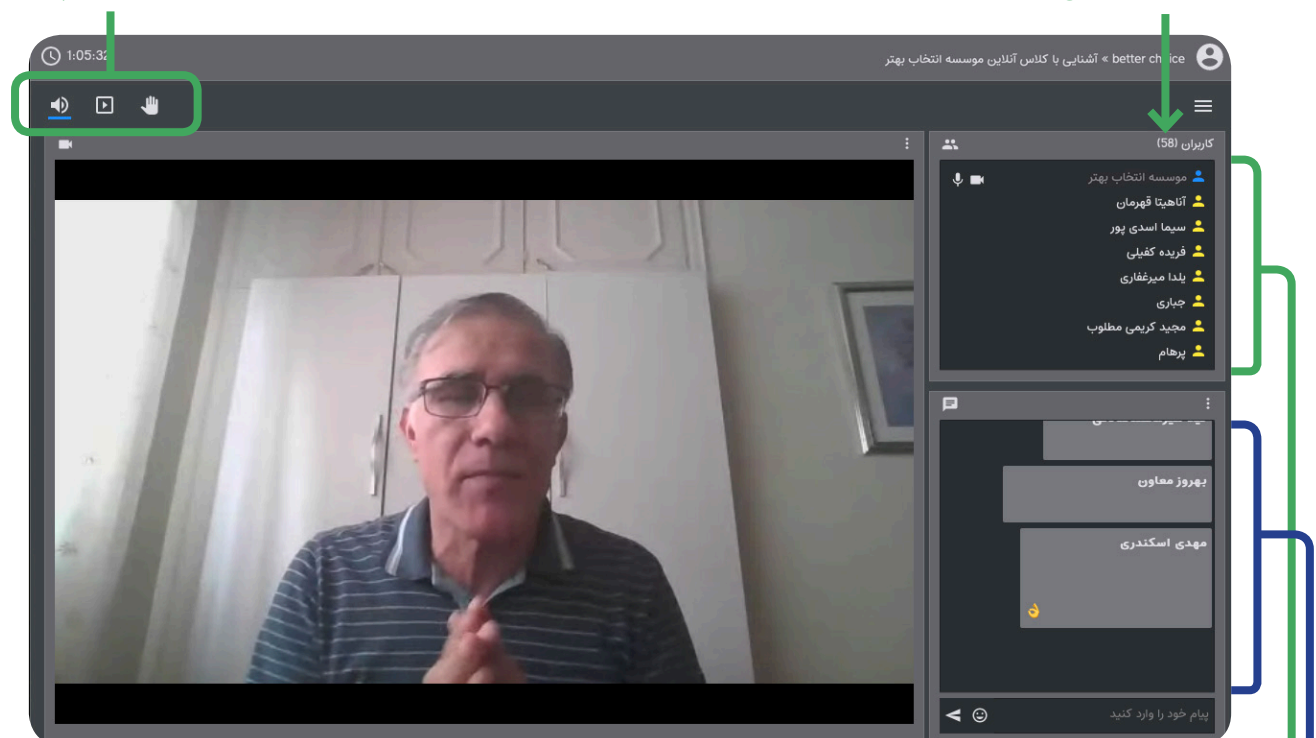 1:05:32
better choice » آشنایی با کلاس آنلاین موسسه انتخاب بهتر
کاربران (58)
موسسه انتخاب بهتر
آناهیتا قهرمان
سیما اسدی پور
فریده کفیلی
یلدا میرغفاری
جباری
مجید کریمی مطلوب
پرهام
بهروز معاون
مهدی اسکندری
پیام خود را وارد کنید